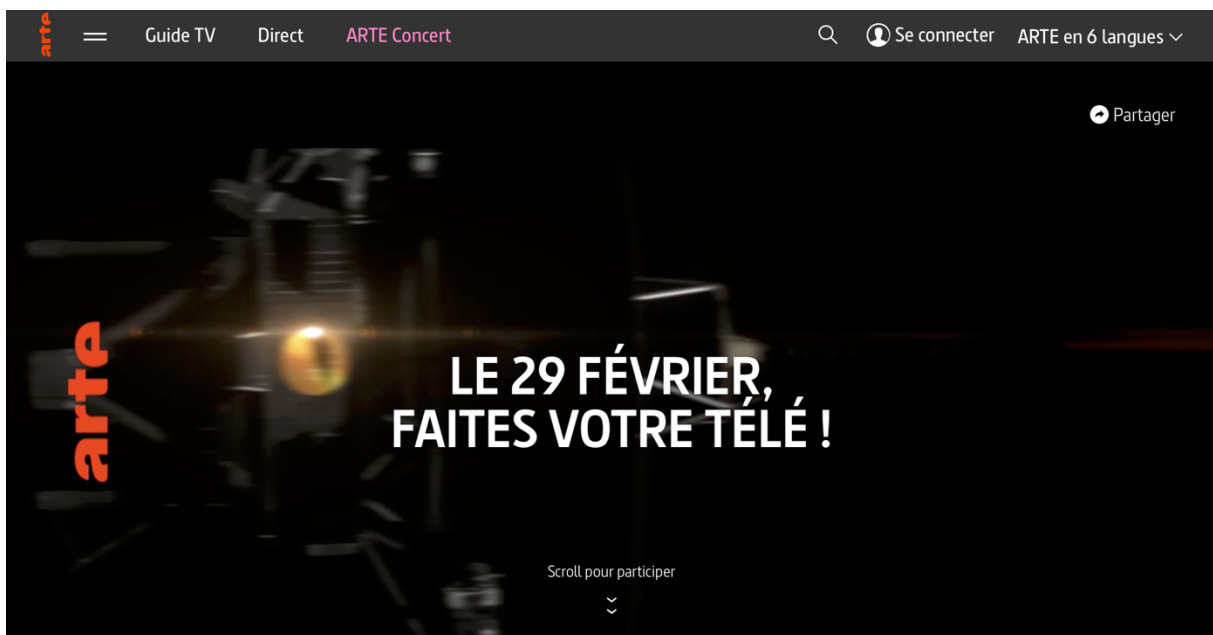 arte
Guide TV
Direct
ARTE Concert
Se connecter
ARTE en 6 langues
Partager
arte
LE 29 FÉVRIER,
FAITES VOTRE TÉLÉ !
Scroll pour participer